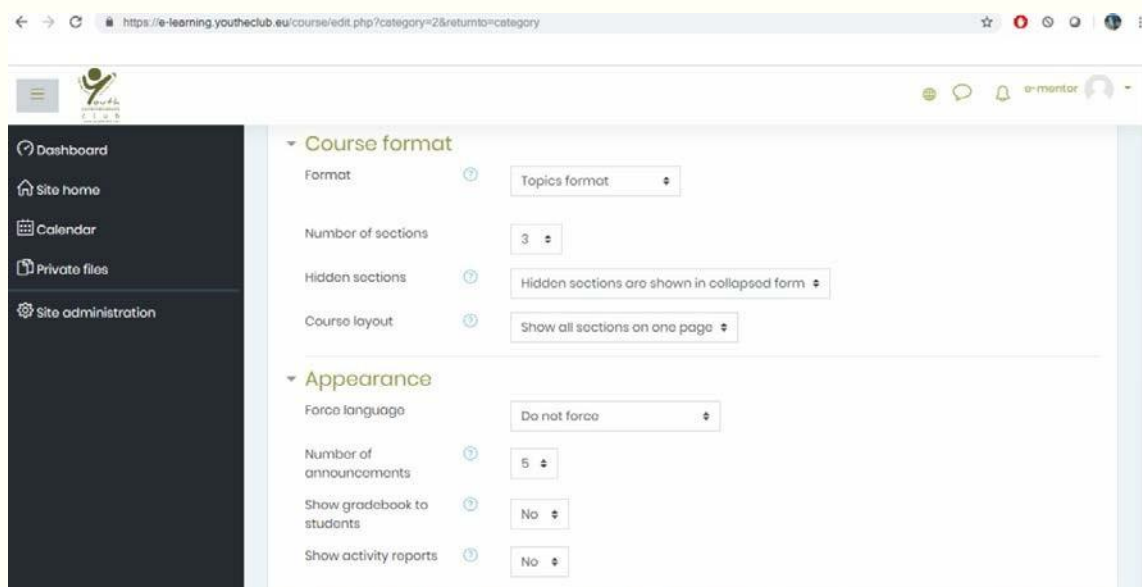 https://e-learning.youtheclub.eu/course/edit.php?category=2&returnto=category
Youth
club
e-mentor
Dashboard
Site home
Calendar
Private files
Site administration
Course format
Format
Topics format
Number of sections
3
Hidden sections
Hidden sections are shown in collapsed form
Course layout
Show all sections on one page
Appearance
Force language
Do not force
Number of
announcements
5
Show gradebook to
students
No
Show activity reports
No